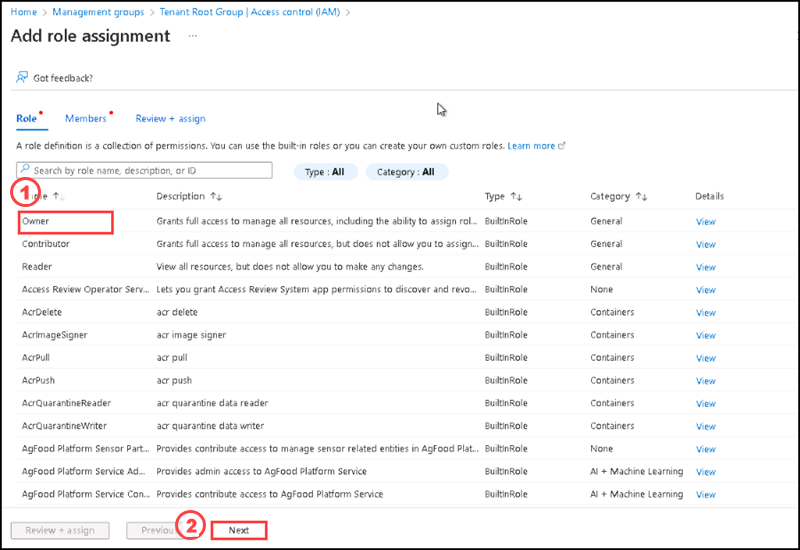 Home > Management groups > Tenant Root Group | Access control (IAM) >
Add role assignment ...
Got feedback?
Role Members Review + assign
A role definition is a collection of permissions. You can use the built-in roles or you can create your own custom roles. Learn more
Search by role name, description, or ID Type : All Category : All
1
Description Type Category Details
Owner Grants full access to manage all resources, including the ability to assign rol... BuiltInRole General View
Contributor Grants full access to manage all resources, but does not allow you to assign... BuiltInRole General View
Reader View all resources, but does not allow you to make any changes. BuiltInRole General View
Access Review Operator Serv... Lets you grant Access Review System app permissions to discover and revo... BuiltInRole None View
AcrDelete acr delete BuiltInRole Containers View
AcrImageSigner acr image signer BuiltInRole Containers View
AcrPull acr pull BuiltInRole Containers View
AcrPush acr push BuiltInRole Containers View
AcrQuarantineReader acr quarantine data reader BuiltInRole Containers View
AcrQuarantineWriter acr quarantine data writer BuiltInRole Containers View
AgFood Platform Sensor Part... Provides contribute access to manage sensor related entities in AgFood Plat... BuiltInRole None View
AgFood Platform Service Ad... Provides admin access to AgFood Platform Service BuiltInRole AI + Machine Learning View
AgFood Platform Service Con... Provides contribute access to AgFood Platform Service BuiltInRole AI + Machine Learning View
Review + assign 2 Next